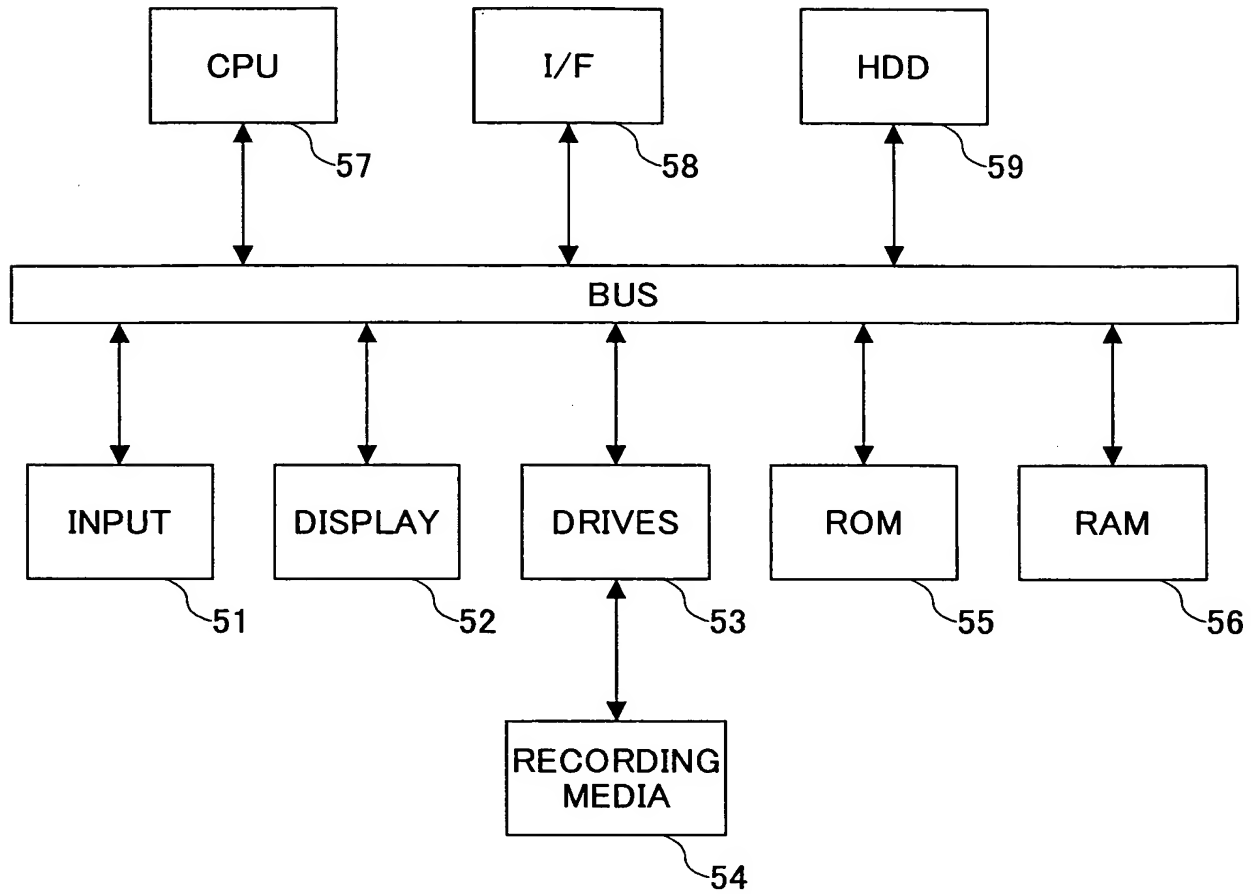 CPU
I/F
HDD
57
58
59
BUS
INPUT
DISPLAY
DRIVES
ROM
RAM
51
52
53
55
56
RECORDING
MEDIA
54